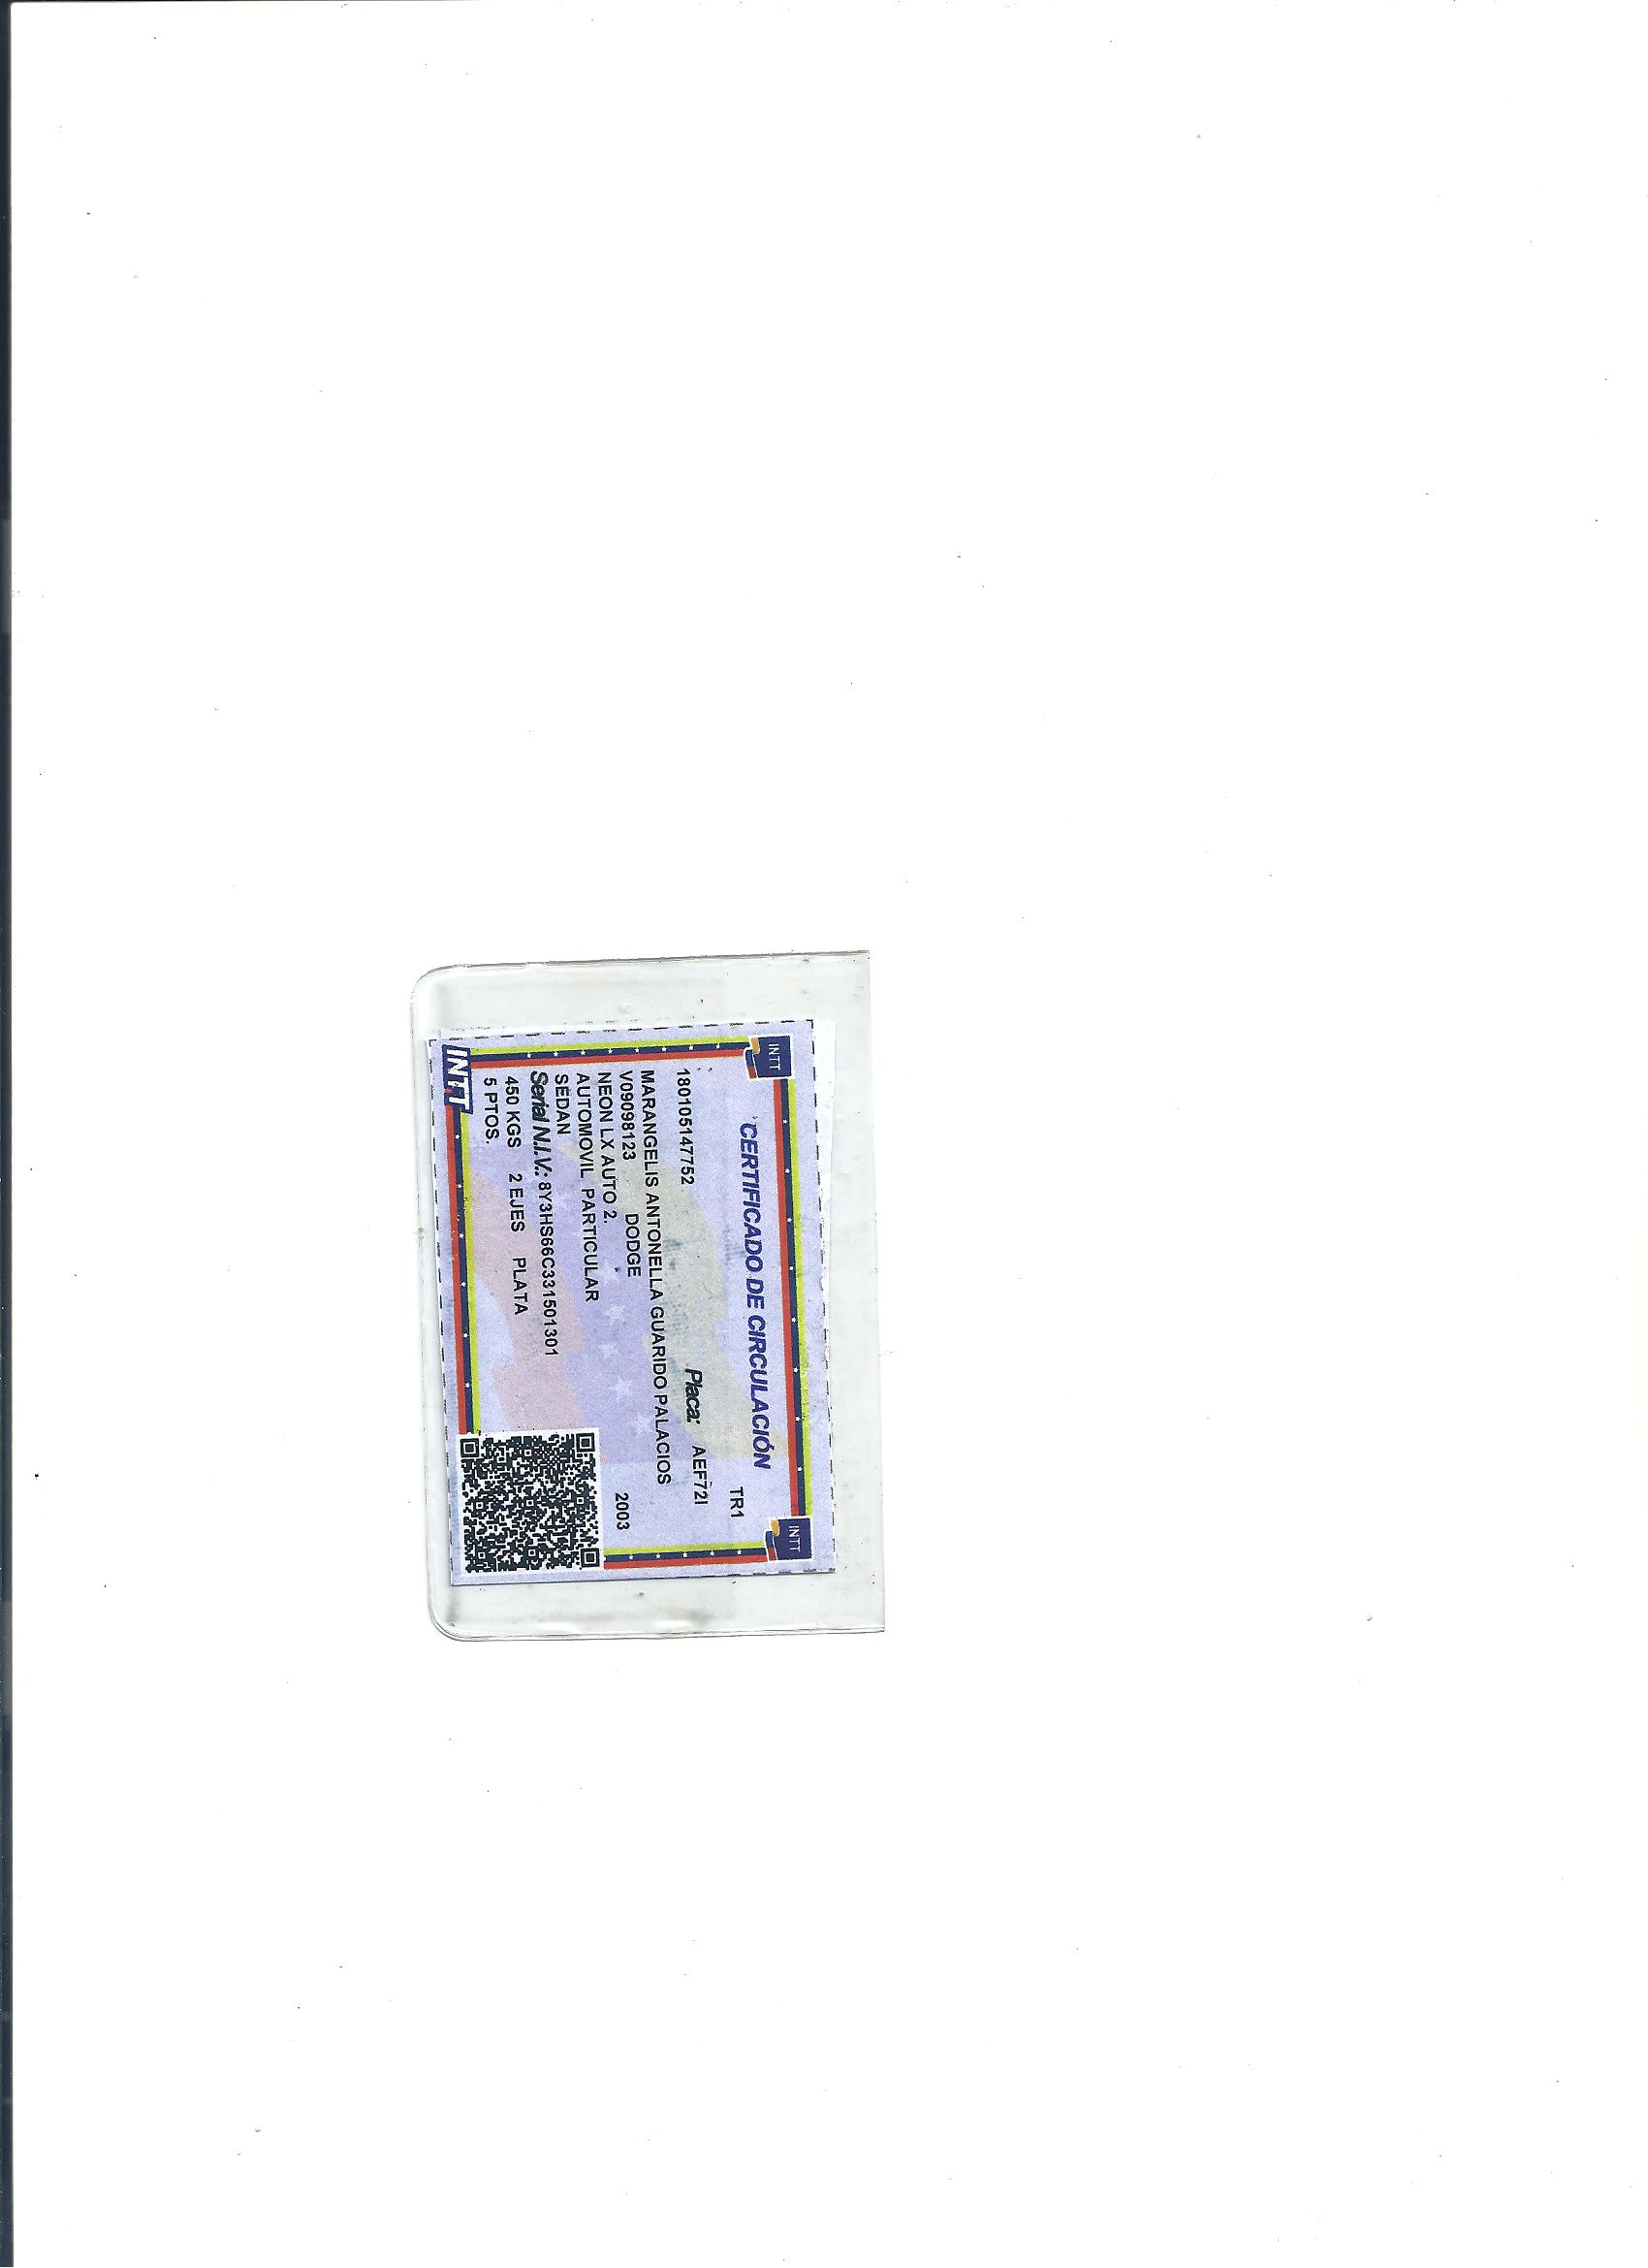 INTT
INTT
CERTIFICADO DE CIRCULACIÓN
TR1
180105147752 Placa: AEF72I
MARANGELIS ANTONELLA GUARIDO PALACIOS
V09098123 DODGE 2003
NEON LX AUTO 2.
AUTOMOVIL PARTICULAR
SEDAN
Serial N.I.V.: 8Y3HS66C331501301
450 KGS 2 EJES PLATA
5 PTOS.
INTT